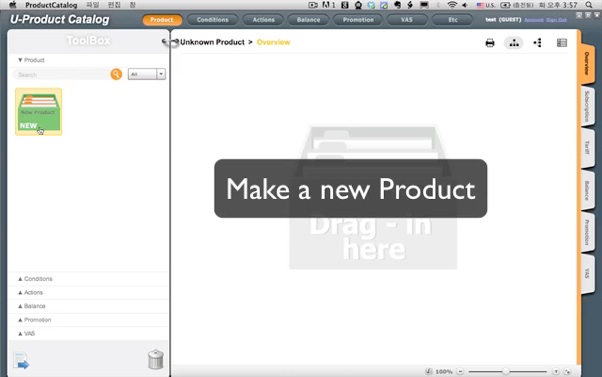 ProductCatalog 파일 편집 창 U.S. (충전됨) 화 오후 3:57
U-Product Catalog
Product Conditions Actions Balance Promotion VAS Etc
test (GUEST) Account Sign Out
ToolBox
▼ Product
Search
All
New Product
NEW
▲ Conditions
▲ Actions
▲ Balance
▲ Promotion
▲ VAS
Unknown Product > Overview
Make a new Product
Drag - in
here
100%
Overview
Subscription
Tariff
Balance
Promotion
VAS